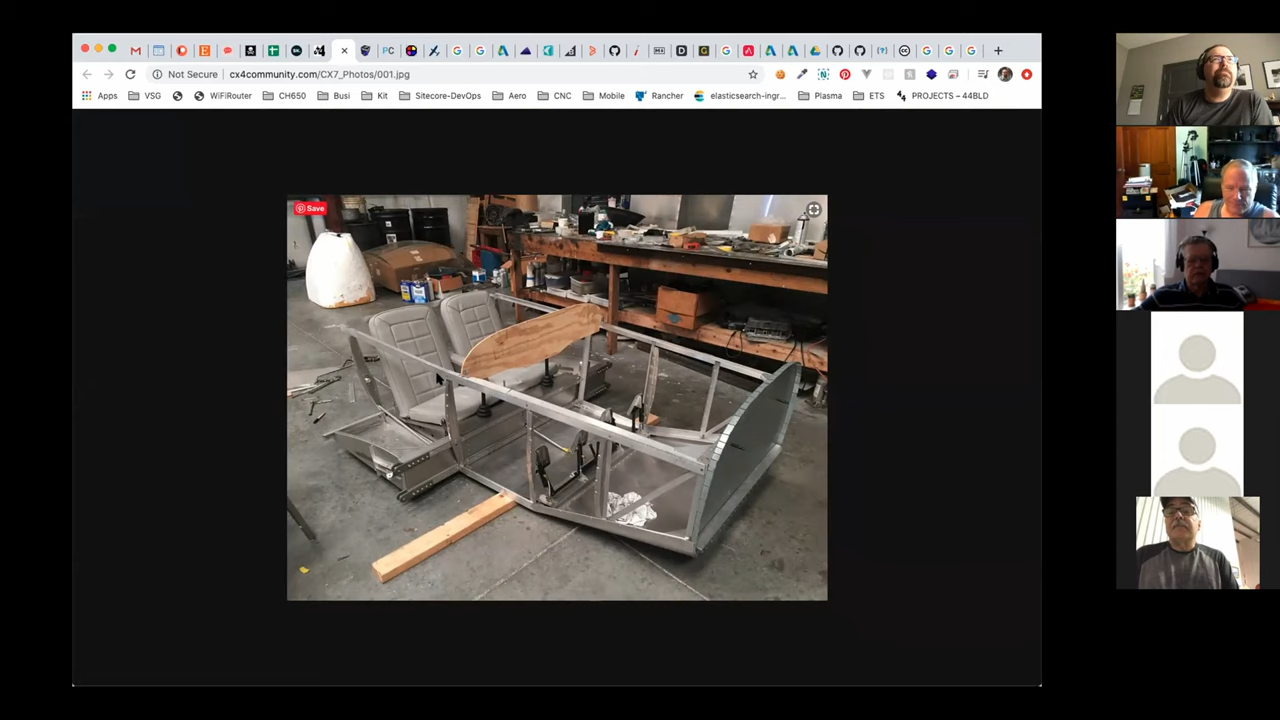 Not Secure cx4community.com/CX7_Photos/001.jpg
Apps VSG WiFiRouter CH650 Busi Kit Sitecore-DevOps Aero CNC Mobile Rancher elasticsearch-ingr... Plasma ETS PROJECTS – 44BLD
Save